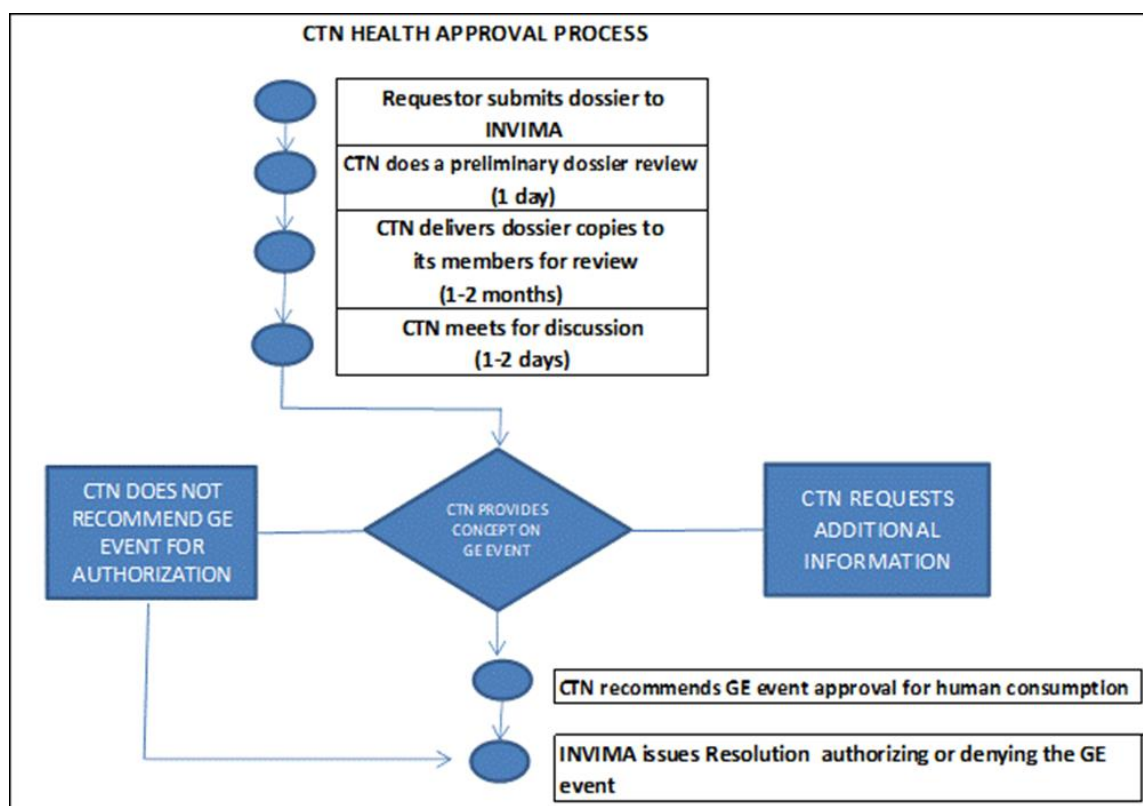 CTN HEALTH APPROVAL PROCESS
Requestor submits dossier to
INVIMA
CTN does a preliminary dossier review
(1 day)
CTN delivers dossier copies to
its members for review
(1-2 months)
CTN meets for discussion
(1-2 days)
CTN DOES NOT
RECOMMEND GE
EVENT FOR
AUTHORIZATION
CTN PROVIDES
CONCEPT ON
GE EVENT
CTN REQUESTS
ADDITIONAL
INFORMATION
CTN recommends GE event approval for human consumption
INVIMA issues Resolution authorizing or denying the GE
event